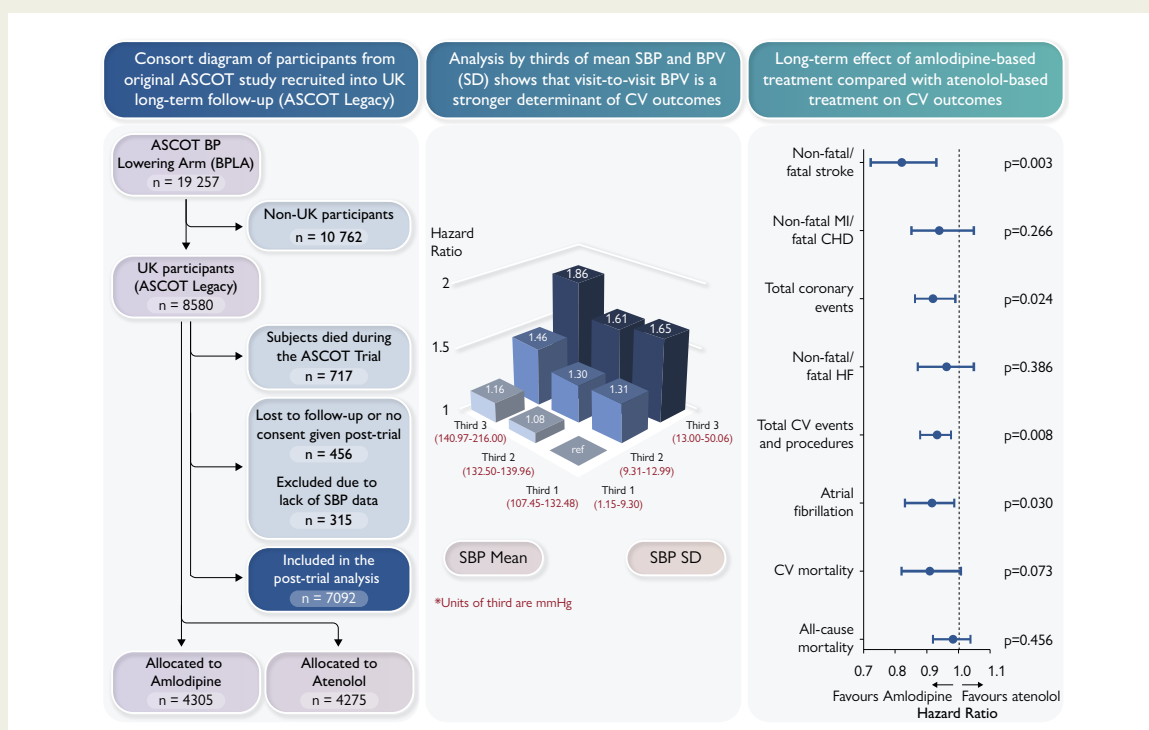 Consort diagram of participants from
original ASCOT study recruited into UK
long-term follow-up (ASCOT Legacy)
ASCOT BP
Lowering Arm (BPLA)
n = 19 257
Non-UK participants
n = 10 762
UK participants
(ASCOT Legacy)
n = 8580
Subjects died during
the ASCOT Trial
n = 717
Lost to follow-up or no
consent given post-trial
n = 456
Excluded due to
lack of SBP data
n = 315
Included in the
post-trial analysis
n = 7092
Allocated to
Amlodipine
n = 4305
Allocated to
Atenolol
n = 4275
Analysis by thirds of mean SBP and BPV
(SD) shows that visit-to-visit BPV is a
stronger determinant of CV outcomes
Hazard
Ratio
2
1.5
1
1.86
1.61
1.65
1.46
1.30
1.31
1.16
1.08
ref
Third 3
(140.97-216.00)
Third 2
(132.50-139.96)
Third 1
(107.45-132.48)
Third 3
(13.00-50.06)
Third 2
(9.31-12.99)
Third 1
(1.15-9.30)
SBP Mean
SBP SD
*Units of third are mmHg
Long-term effect of amlodipine-based
treatment compared with atenolol-based
treatment on CV outcomes
Non-fatal/
fatal stroke
p=0.003
Non-fatal MI/
fatal CHD
p=0.266
Total coronary
events
p=0.024
Non-fatal/
fatal HF
p=0.386
Total CV events
and procedures
p=0.008
Atrial
fibrillation
p=0.030
CV mortality
p=0.073
All-cause
mortality
p=0.456
0.7 0.8 0.9 1.0 1.1
Favours Amlodipine Favours atenolol
Hazard Ratio